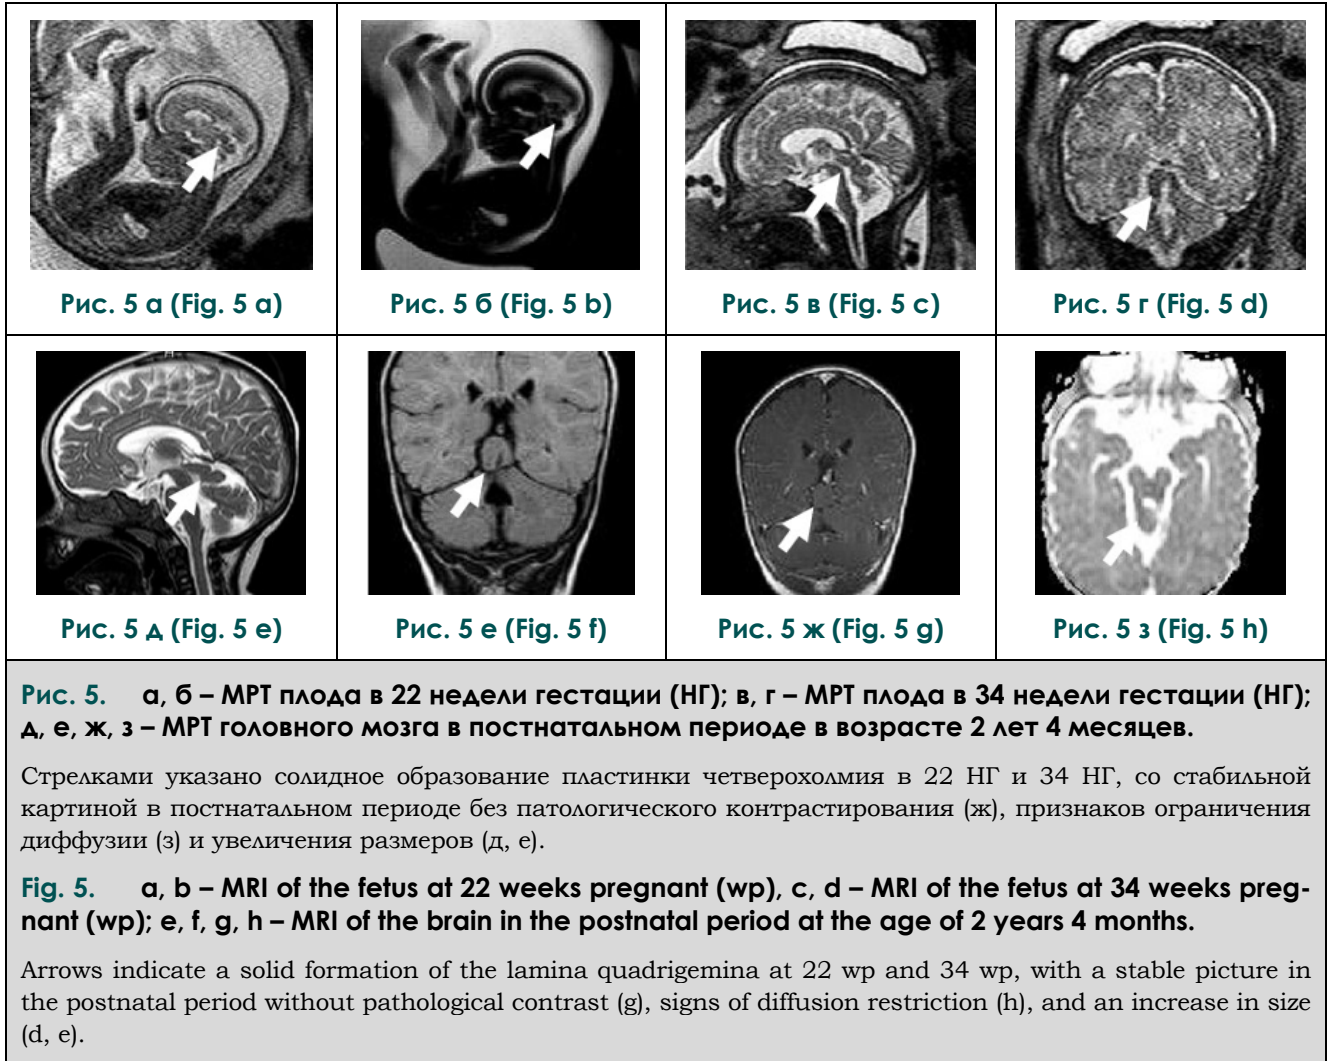 Рис. 5 а (Fig. 5 a)
Рис. 5 б (Fig. 5 b)
Рис. 5 в (Fig. 5 c)
Рис. 5 г (Fig. 5 d)
Рис. 5 д (Fig. 5 e)
Рис. 5 е (Fig. 5 f)
Рис. 5 ж (Fig. 5 g)
Рис. 5 з (Fig. 5 h)
Рис. 5. а, б – МРТ плода в 22 недели гестации (НГ); в, г – МРТ плода в 34 недели гестации (НГ);
д, е, ж, з – МРТ головного мозга в постнатальном периоде в возрасте 2 лет 4 месяцев.
Стрелками указано солидное образование пластинки четверохолмия в 22 НГ и 34 НГ, со стабильной
картиной в постнатальном периоде без патологического контрастирования (ж), признаков ограничения
диффузии (з) и увеличения размеров (д, е).
Fig. 5. a, b – MRI of the fetus at 22 weeks pregnant (wp), c, d – MRI of the fetus at 34 weeks preg-
nant (wp); e, f, g, h – MRI of the brain in the postnatal period at the age of 2 years 4 months.
Arrows indicate a solid formation of the lamina quadrigemina at 22 wp and 34 wp, with a stable picture in
the postnatal period without pathological contrast (g), signs of diffusion restriction (h), and an increase in size
(d, e).